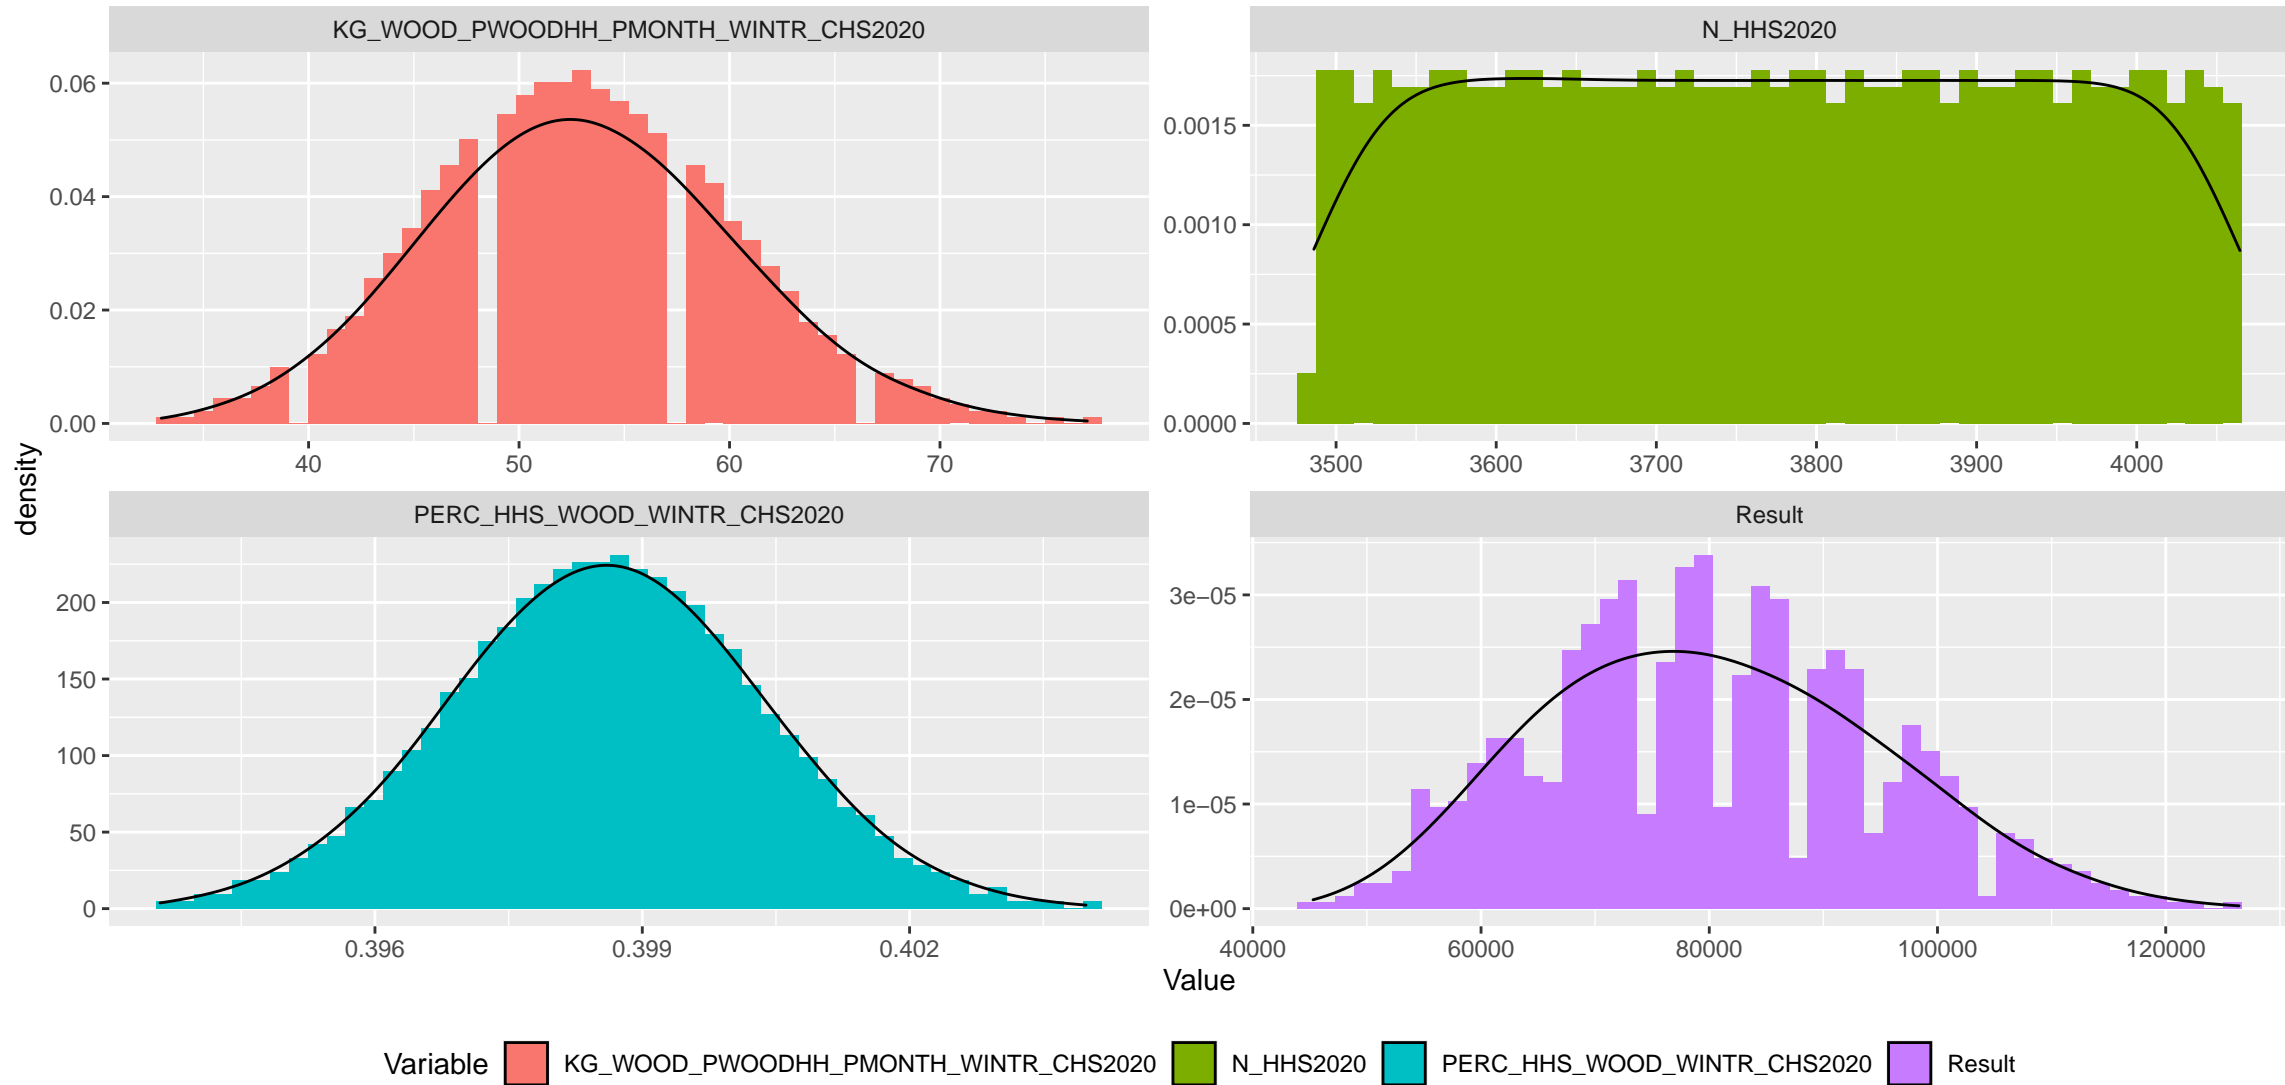 KG_WOOD_PWOODHH_PMONTH_WINTR_CHS2020
N_HHS2020
0.06
0.04
0.02
0.00
0.0015
0.0010
0.0005
0.0000
40 50 60 70
3500 3600 3700 3800 3900 4000
density
PERC_HHS_WOOD_WINTR_CHS2020
Result
200
150
100
50
0
3e−05
2e−05
1e−05
0e+00
0.396 0.399 0.402
40000 60000 80000 100000 120000
Value
Variable KG_WOOD_PWOODHH_PMONTH_WINTR_CHS2020 N_HHS2020 PERC_HHS_WOOD_WINTR_CHS2020 Result